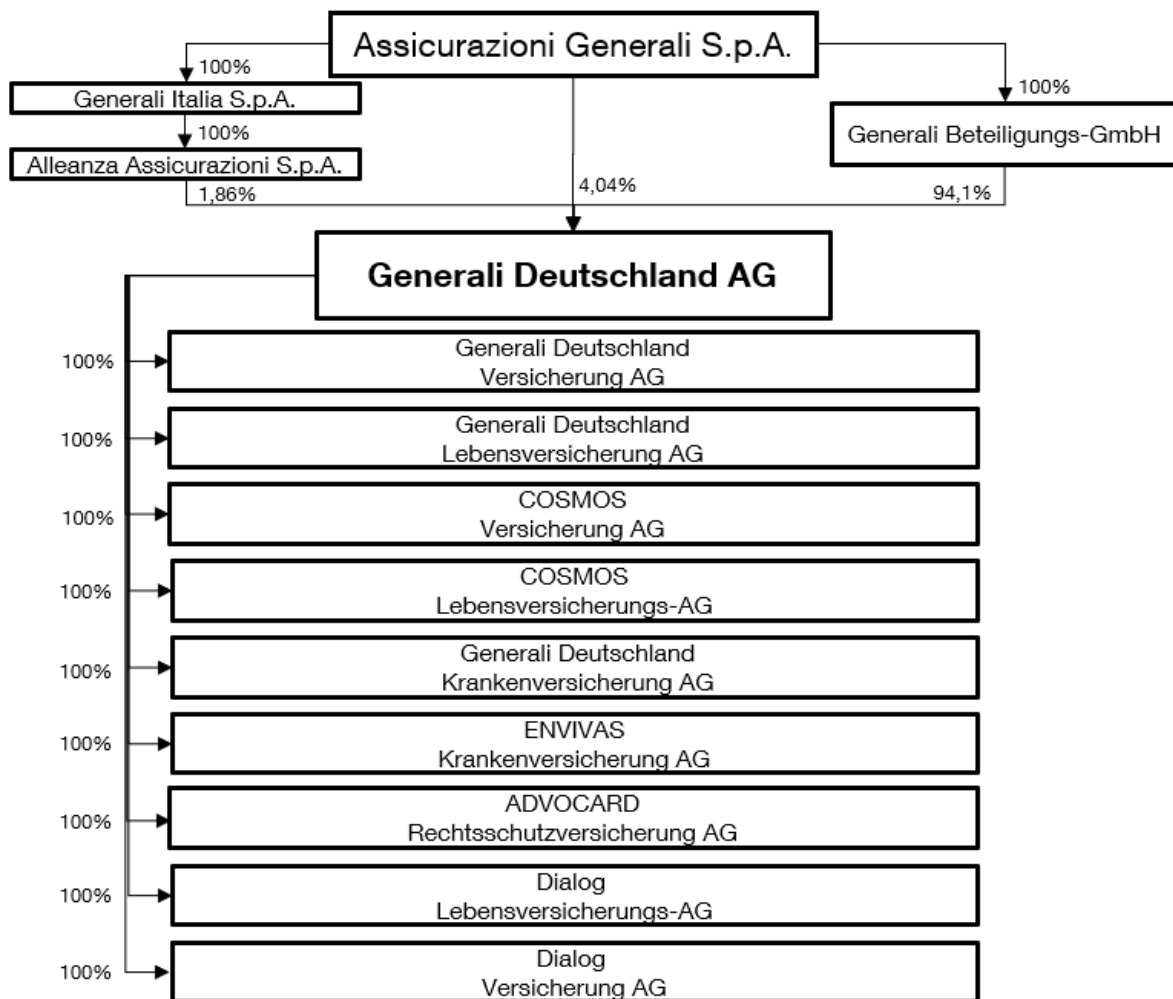 Assicurazioni Generali S.p.A.
100%
100%
Generali Italia S.p.A.
Generali Beteiligungs-GmbH
100%
Alleanza Assicurazioni S.p.A.
1,86%
4,04%
94,1%
Generali Deutschland AG
100%
Generali Deutschland
Versicherung AG
100%
Generali Deutschland
Lebensversicherung AG
100%
COSMOS
Versicherung AG
100%
COSMOS
Lebensversicherungs-AG
100%
Generali Deutschland
Krankenversicherung AG
100%
ENVIVAS
Krankenversicherung AG
100%
ADVOCARD
Rechtsschutzversicherung AG
100%
Dialog
Lebensversicherungs-AG
100%
Dialog
Versicherung AG